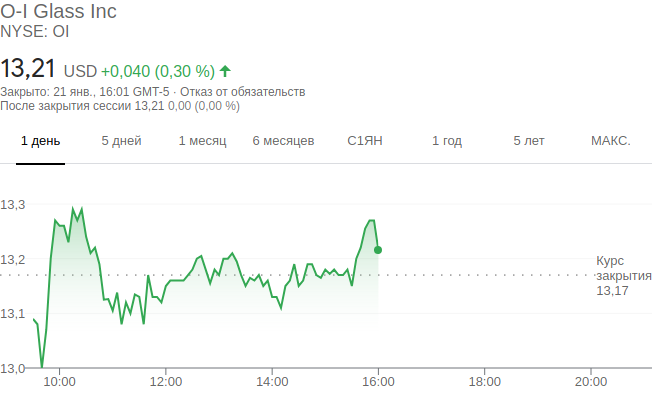 O-I Glass Inc
NYSE: OI
13,21 USD +0,040 (0,30 %)
Закрыто: 21 янв., 16:01 GMT-5 · Отказ от обязательств
После закрытия сессии 13,21 0,00 (0,00 %)
1 день 5 дней 1 месяц 6 месяцев С1ЯН 1 год 5 лет МАКС.
13,3
13,2
Курс
закрытия
13,17
13,1
13,0
10:00 12:00 14:00 16:00 18:00 20:00